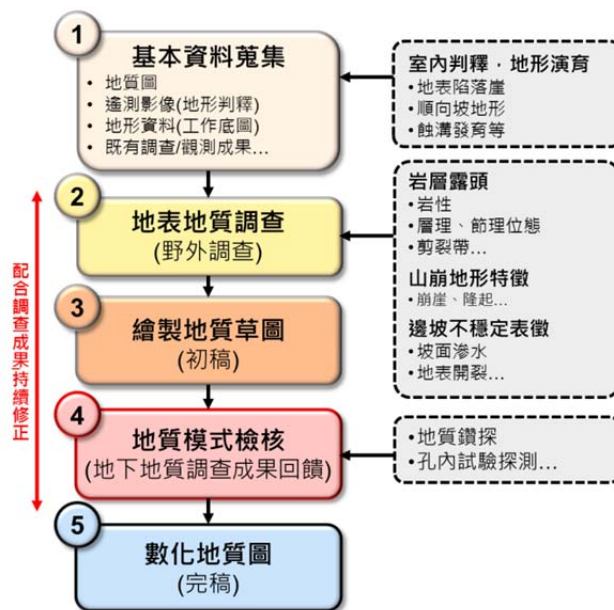 1
基本資料蒐集
• 地質圖
• 遙測影像(地形判釋)
• 地形資料(工作底圖)
• 既有調查/觀測成果…
室內判釋，地形演育
•地表陷落崖
•順向坡地形
•蝕溝發育等
2
地表地質調查
(野外調查)
岩層露頭
•岩性
•層理、節理位態
•剪裂帶…
山崩地形特徵
•崩崖、隆起…
邊坡不穩定表徵
•坡面滲水
•地表開裂…
3
繪製地質草圖
(初稿)
4
地質模式檢核
(地下地質調查成果回饋)
•地質鑽探
•孔內試驗探測…
5
數化地質圖
(完稿)
配合調查成果持續修正